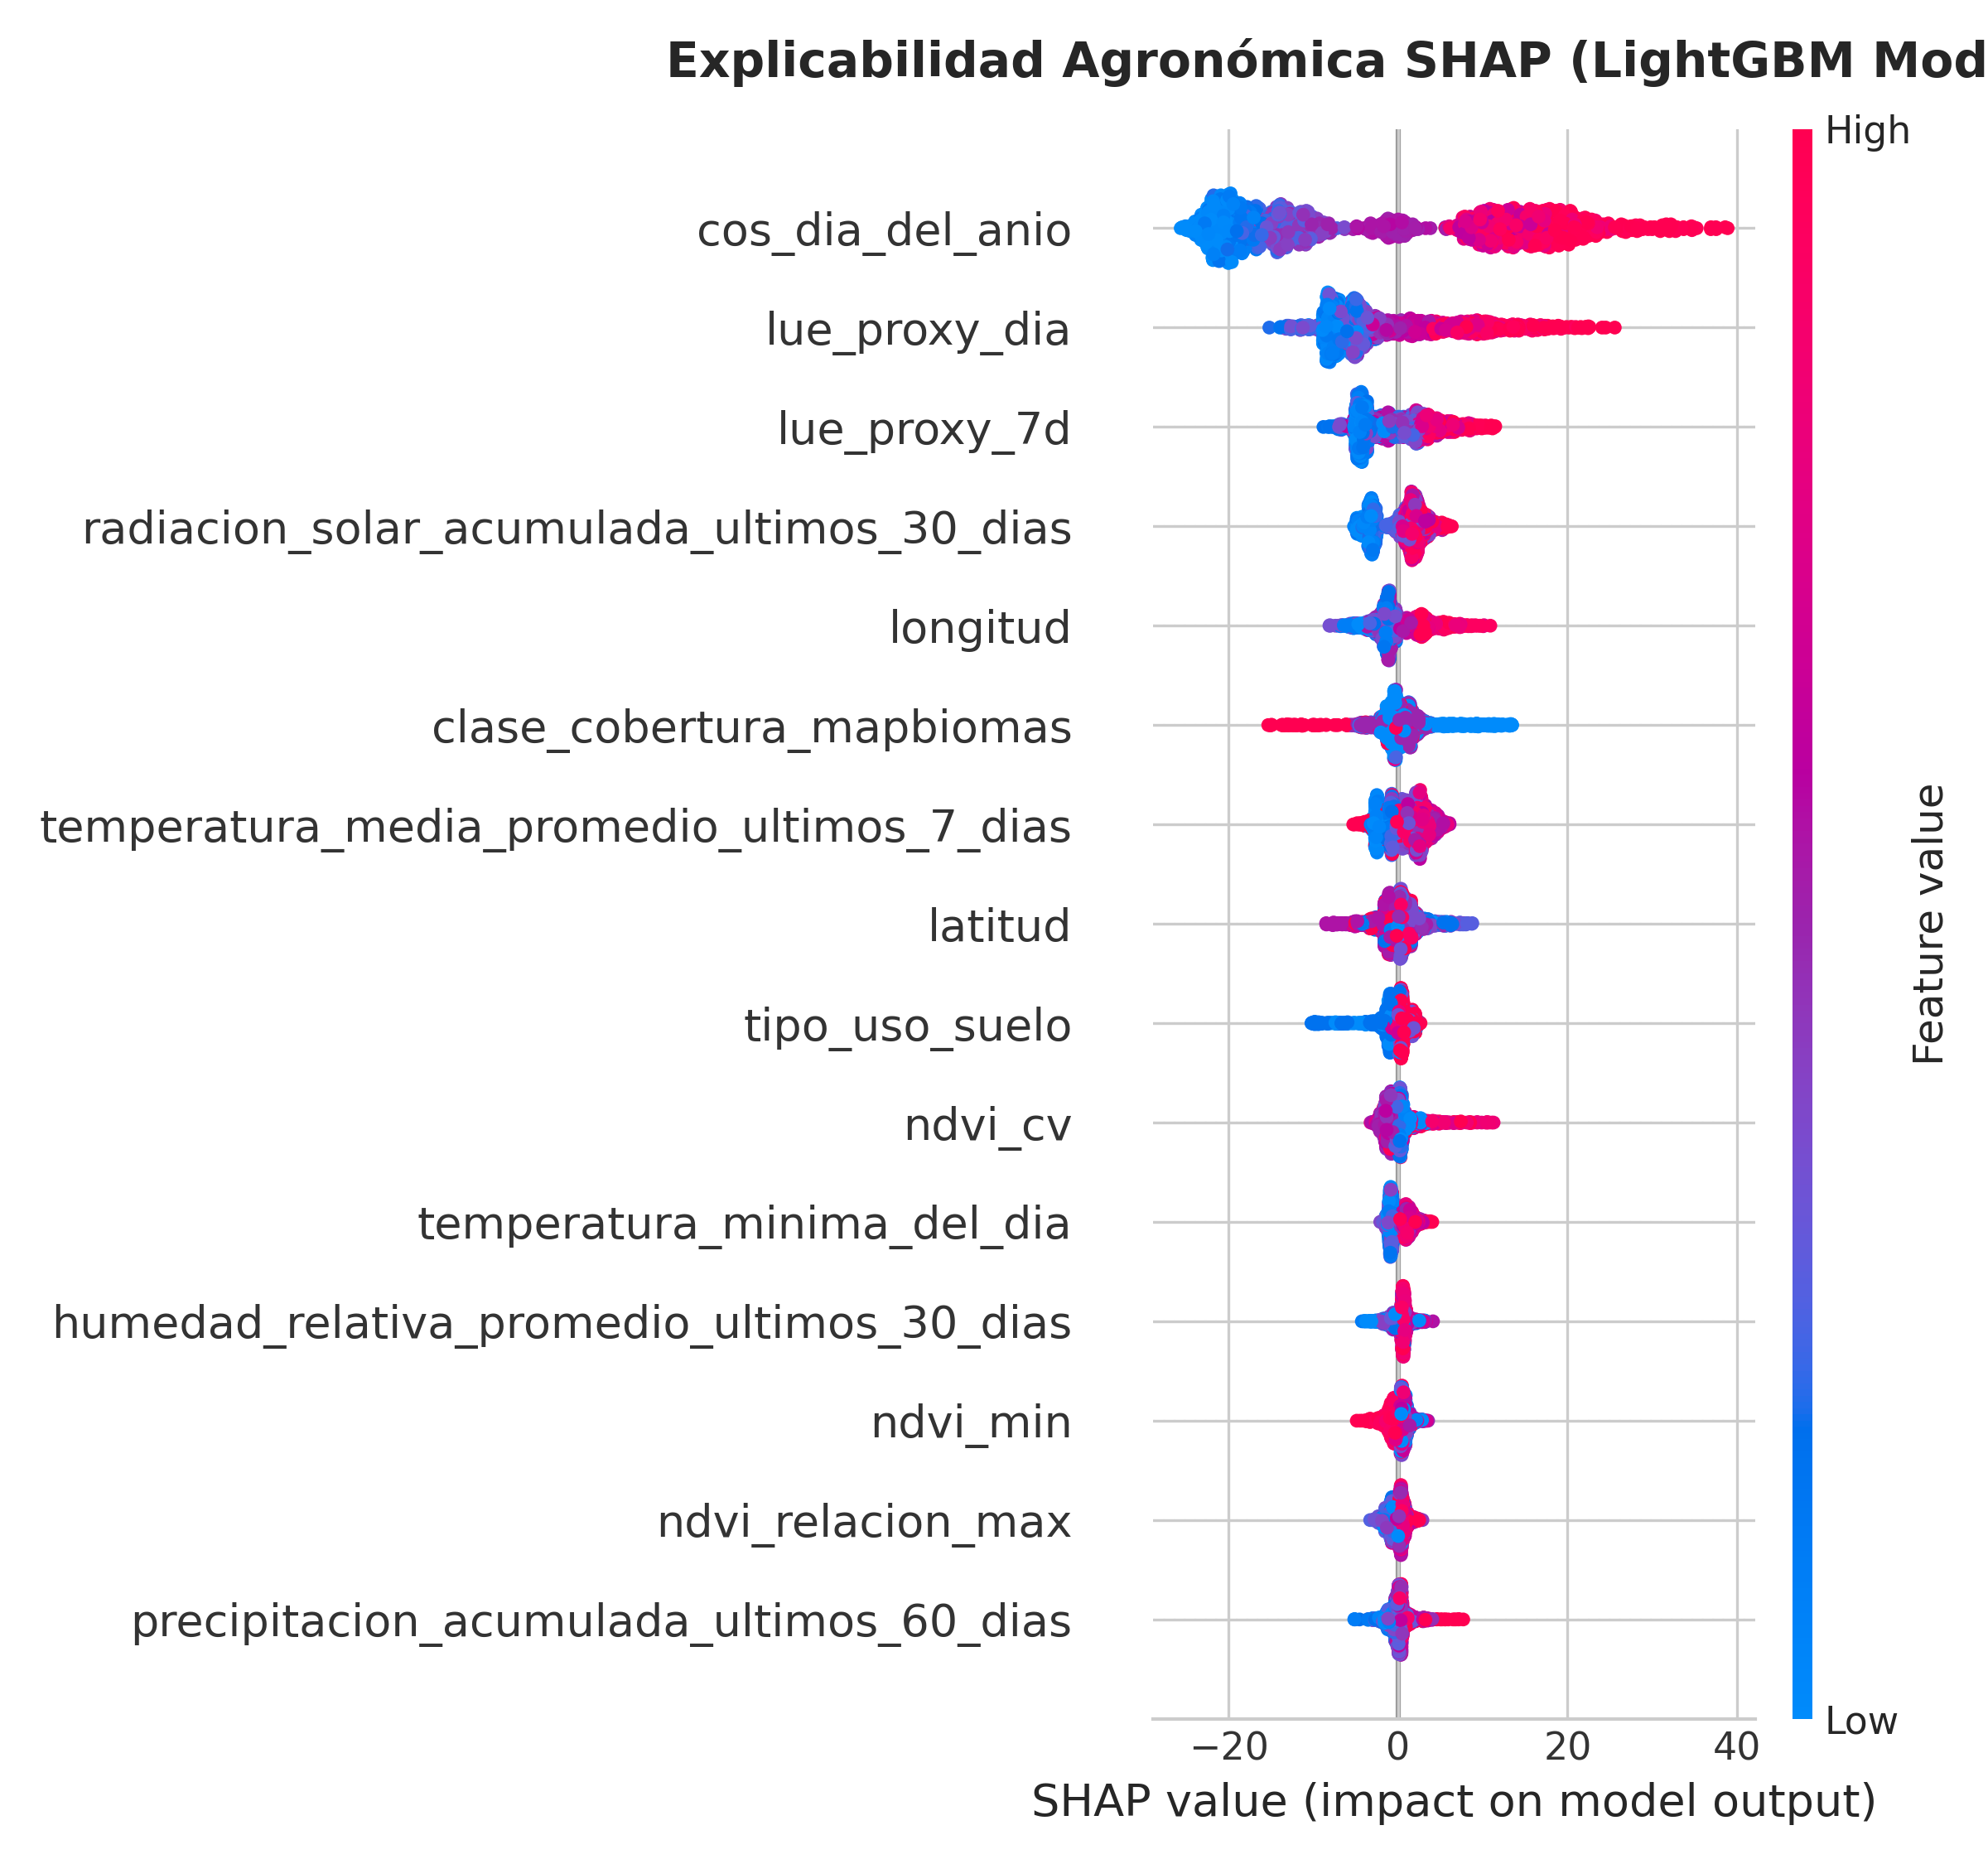 Explicabilidad Agronómica SHAP (LightGBM Mod
High
cos_dia_del_anio
lue_proxy_dia
lue_proxy_7d
radiacion_solar_acumulada_ultimos_30_dias
longitud
clase_cobertura_mapbiomas
temperatura_media_promedio_ultimos_7_dias
latitud
tipo_uso_suelo
ndvi_cv
temperatura_minima_del_dia
humedad_relativa_promedio_ultimos_30_dias
ndvi_min
ndvi_relacion_max
precipitacion_acumulada_ultimos_60_dias
Feature value
Low
−20 0 20 40
SHAP value (impact on model output)